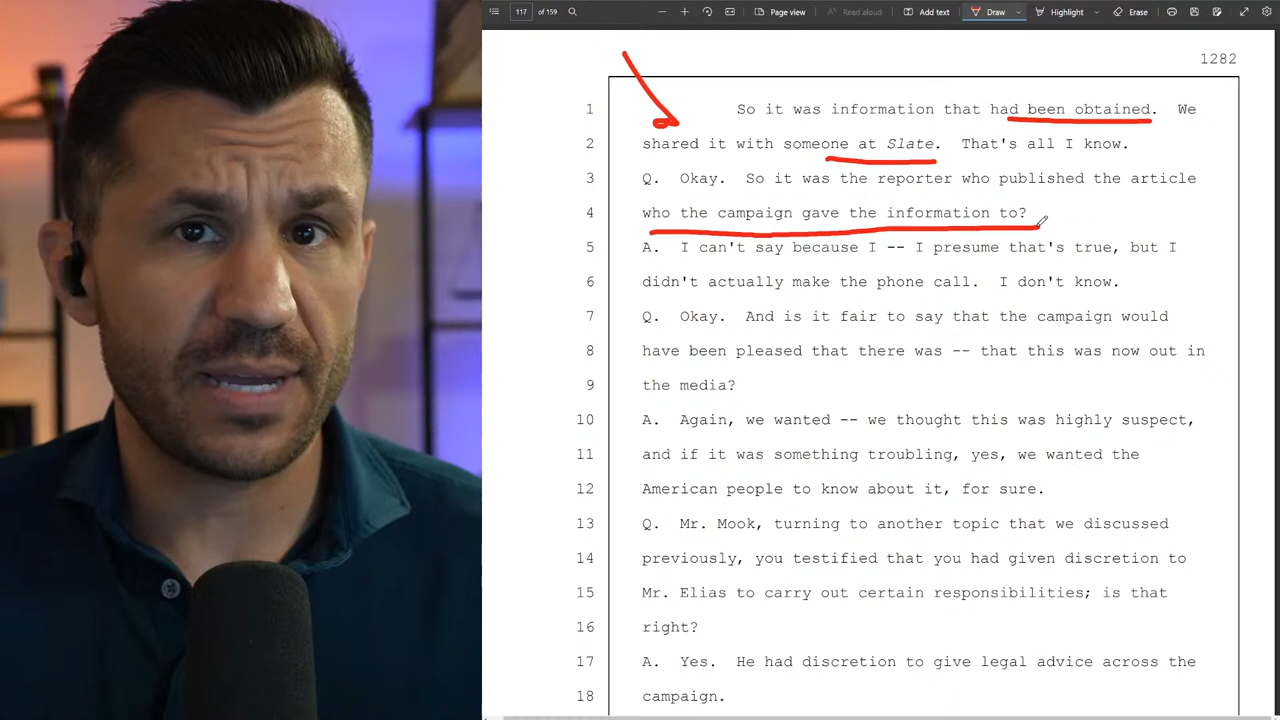 117 of 159 Page view Read aloud Add text Draw Highlight Erase
1282
1 So it was information that had been obtained. We
2 shared it with someone at Slate. That's all I know.
3 Q. Okay. So it was the reporter who published the article
4 who the campaign gave the information to?
5 A. I can't say because I -- I presume that's true, but I
6 didn't actually make the phone call. I don't know.
7 Q. Okay. And is it fair to say that the campaign would
8 have been pleased that there was -- that this was now out in
9 the media?
10 A. Again, we wanted -- we thought this was highly suspect,
11 and if it was something troubling, yes, we wanted the
12 American people to know about it, for sure.
13 Q. Mr. Mook, turning to another topic that we discussed
14 previously, you testified that you had given discretion to
15 Mr. Elias to carry out certain responsibilities; is that
16 right?
17 A. Yes. He had discretion to give legal advice across the
18 campaign.